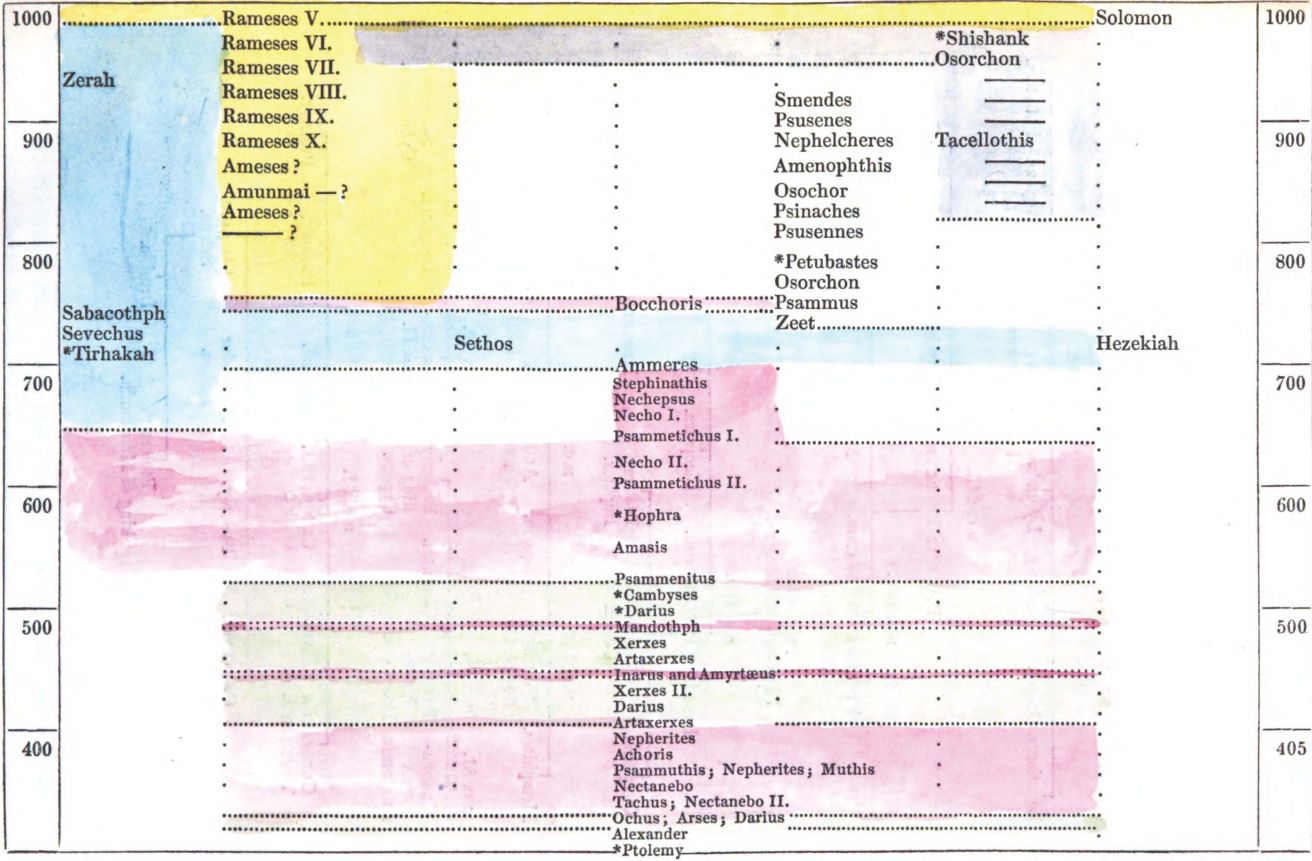 1000 Rameses V. Solomon 1000
Rameses VI. *Shishank
Rameses VII. Osorchon
Zerah
Rameses VIII. Smendes
Rameses IX. Psusenes
900 Rameses X. Nephelcheres Tacellothis 900
Ameses ? Amenophthis
Amunmai — ? Osochor
Ameses ? Psinaches
—— ? Psusennes
800 *Petubastes 800
Osorchon
Bocchoris Psammus
Sabacothph Zeet
Sevechus Sethos Hezekiah
*Tirhakah
Ammeres
700 Stephinathis 700
Nechepsus
Necho I.
Psammetichus I.
Necho II.
Psammetichus II.
600 600
*Hophra
Amasis
Psammenitus
*Cambyses
*Darius
500 Mandothph 500
Xerxes
Artaxerxes
Inarus and Amyrtæus
Xerxes II.
Darius
Artaxerxes
400 Nepherites 405
Achoris
Psammuthis ; Nepherites ; Muthis
Nectanebo
Tachus ; Nectanebo II.
Ochus ; Arses ; Darius
Alexander
*Ptolemy